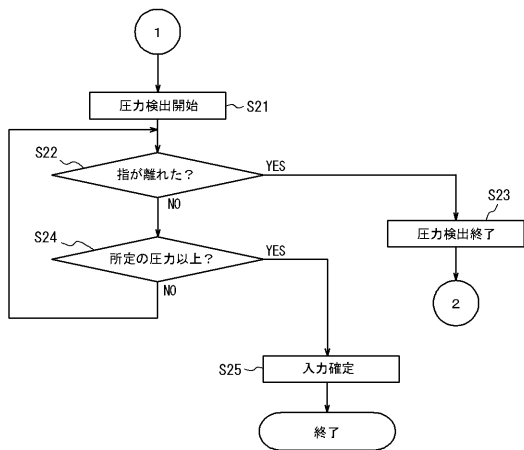 1
圧力検出開始
S21
S22
指が離れた?
YES
NO
S23
圧力検出終了
2
S24
所定の圧力以上?
YES
NO
S25
入力確定
終了